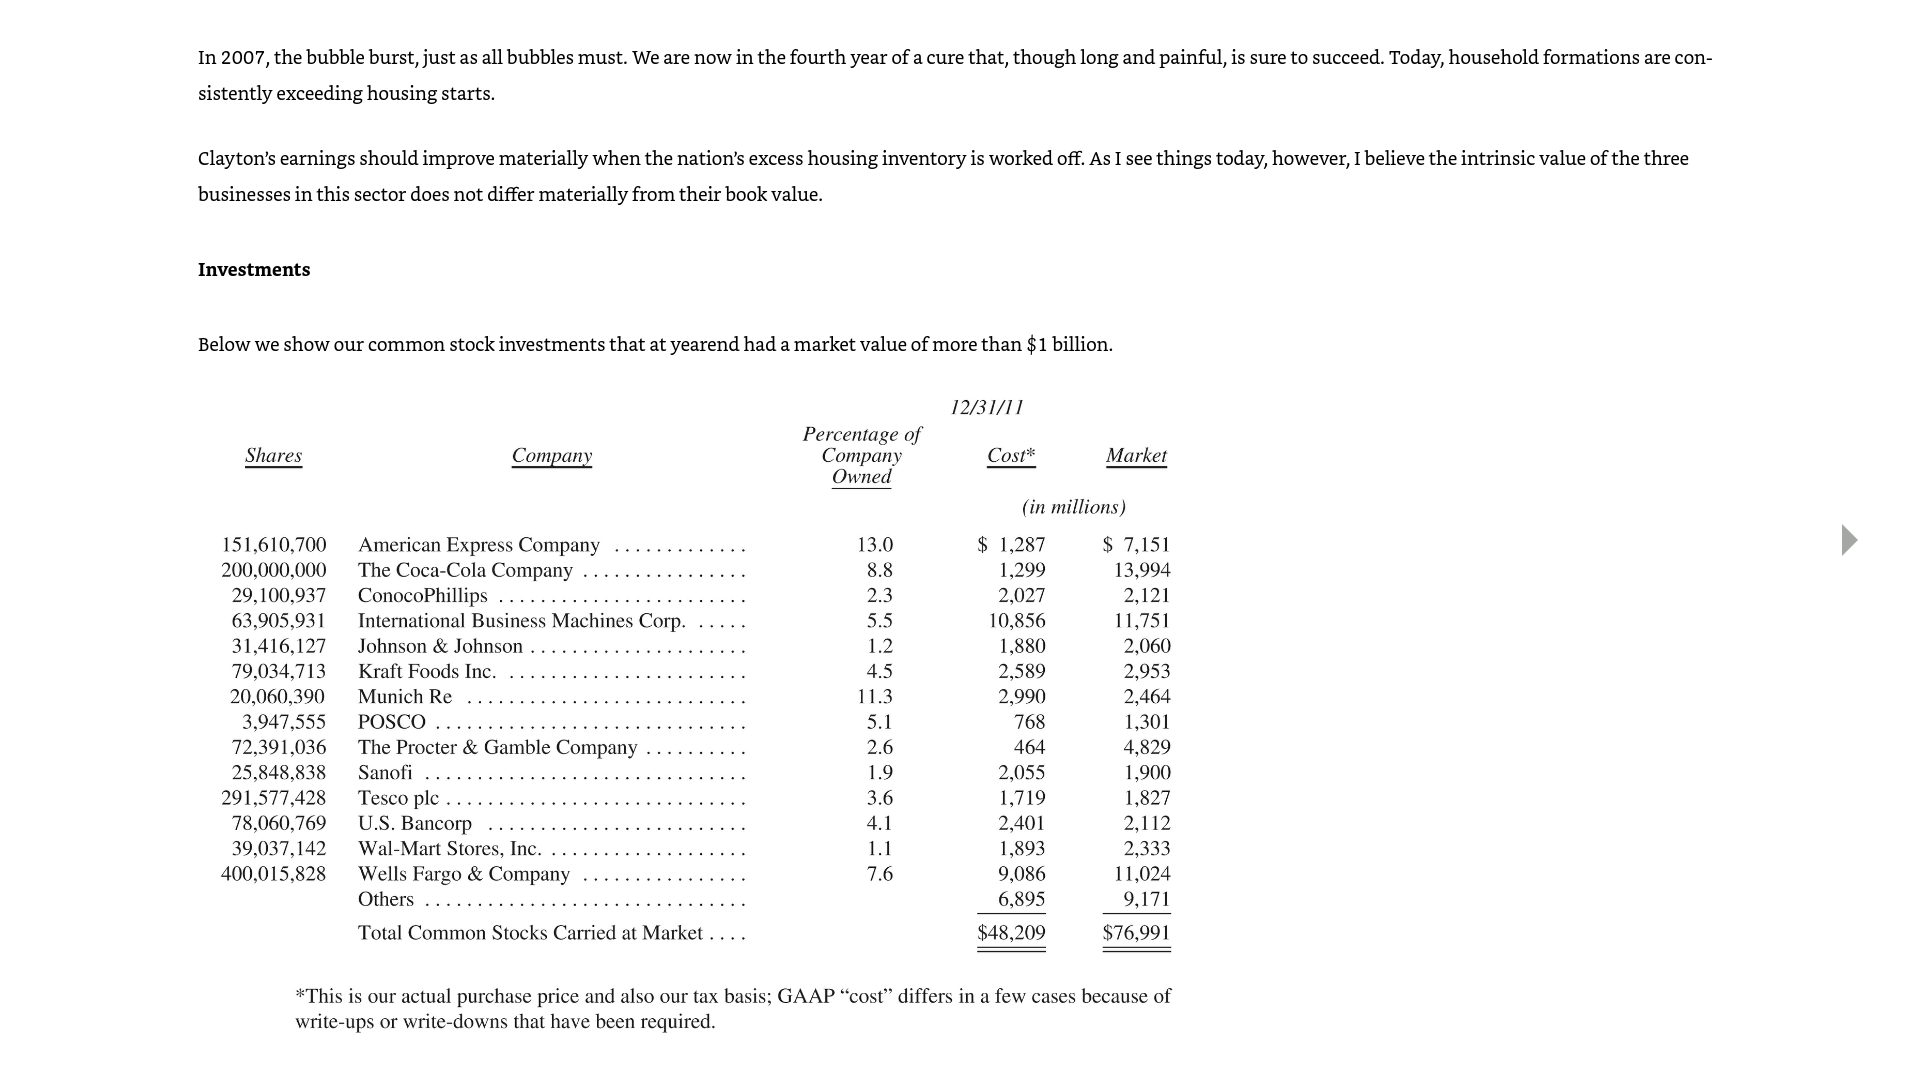 In 2007, the bubble burst, just as all bubbles must. We are now in the fourth year of a cure that, though long and painful, is sure to succeed. Today, household formations are con-
sistently exceeding housing starts.
Clayton’s earnings should improve materially when the nation’s excess housing inventory is worked off. As I see things today, however, I believe the intrinsic value of the three
businesses in this sector does not differ materially from their book value.
Investments
Below we show our common stock investments that at yearend had a market value of more than $1 billion.
12/31/11
Percentage of
Shares Company Company Cost* Market
Owned
(in millions)
151,610,700 American Express Company ............. 13.0 $ 1,287 $ 7,151
200,000,000 The Coca-Cola Company ................ 8.8 1,299 13,994
29,100,937 ConocoPhillips ........................ 2.3 2,027 2,121
63,905,931 International Business Machines Corp. ..... 5.5 10,856 11,751
31,416,127 Johnson & Johnson ..................... 1.2 1,880 2,060
79,034,713 Kraft Foods Inc. ....................... 4.5 2,589 2,953
20,060,390 Munich Re ........................... 11.3 2,990 2,464
3,947,555 POSCO .............................. 5.1 768 1,301
72,391,036 The Procter & Gamble Company .......... 2.6 464 4,829
25,848,838 Sanofi ............................... 1.9 2,055 1,900
291,577,428 Tesco plc ............................. 3.6 1,719 1,827
78,060,769 U.S. Bancorp ......................... 4.1 2,401 2,112
39,037,142 Wal-Mart Stores, Inc. ................... 1.1 1,893 2,333
400,015,828 Wells Fargo & Company ................ 7.6 9,086 11,024
Others ............................... 6,895 9,171
Total Common Stocks Carried at Market .... $48,209 $76,991
*This is our actual purchase price and also our tax basis; GAAP “cost” differs in a few cases because of
write-ups or write-downs that have been required.